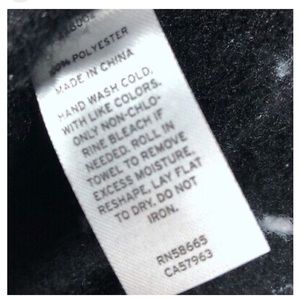 POLYESTER
MADE IN CHINA
HAND WASH COLD,
WITH LIKE COLORS.
ONLY NON-CHLO-
RINE BLEACH IF
NEEDED. ROLL IN
TOWEL TO REMOVE
EXCESS MOISTURE.
RESHAPE, LAY FLAT
TO DRY. DO NOT
IRON.
RN58665
CA57963